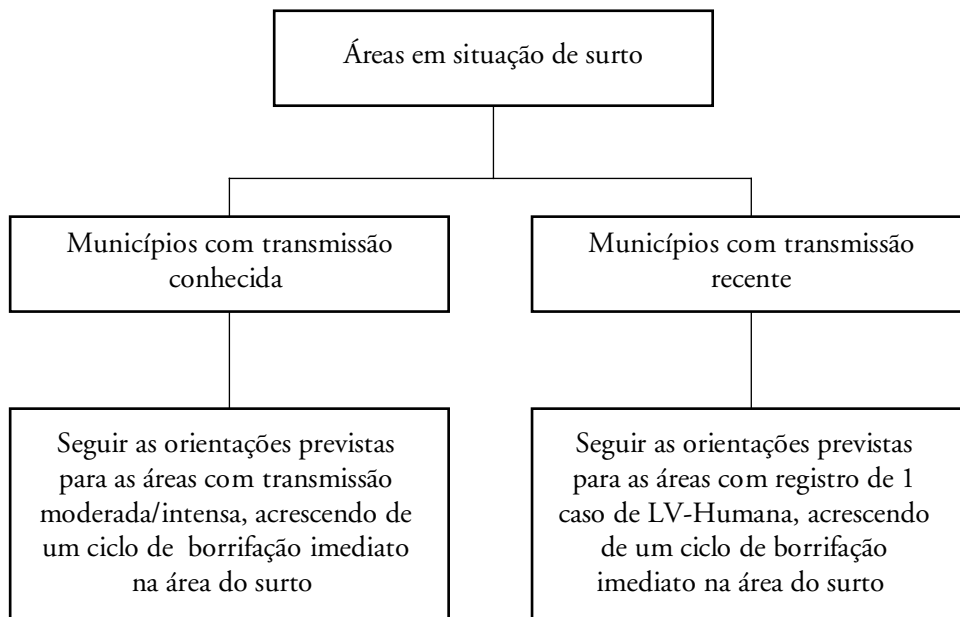 Áreas em situação de surto
Municípios com transmissão
conhecida
Municípios com transmissão
recente
Seguir as orientações previstas
para as áreas com transmissão
moderada/intensa, acrescendo de
um ciclo de borrifação imediato
na área do surto
Seguir as orientações previstas
para as áreas com registro de 1
caso de LV-Humana, acrescendo
de um ciclo de borrifação
imediato na área do surto